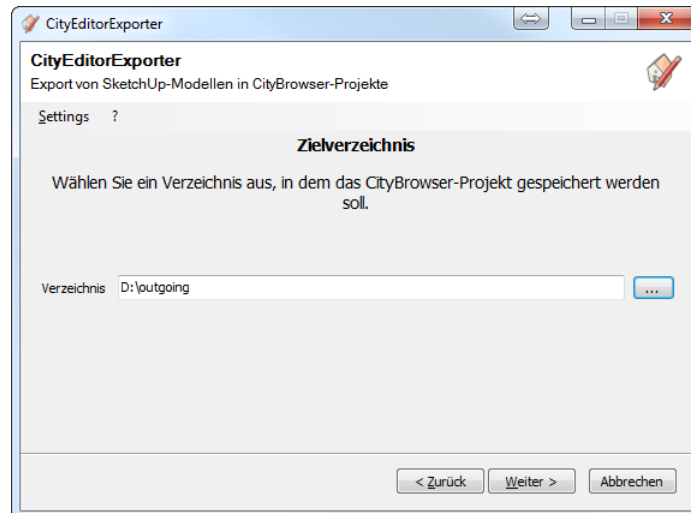 CityEditorExporter
CityEditorExporter
Export von SketchUp-Modellen in CityBrowser-Projekte
Settings ?
Zielverzeichnis
Wählen Sie ein Verzeichnis aus, in dem das CityBrowser-Projekt gespeichert werden
soll.
Verzeichnis D:\outgoing ...
< Zurück Weiter > Abbrechen